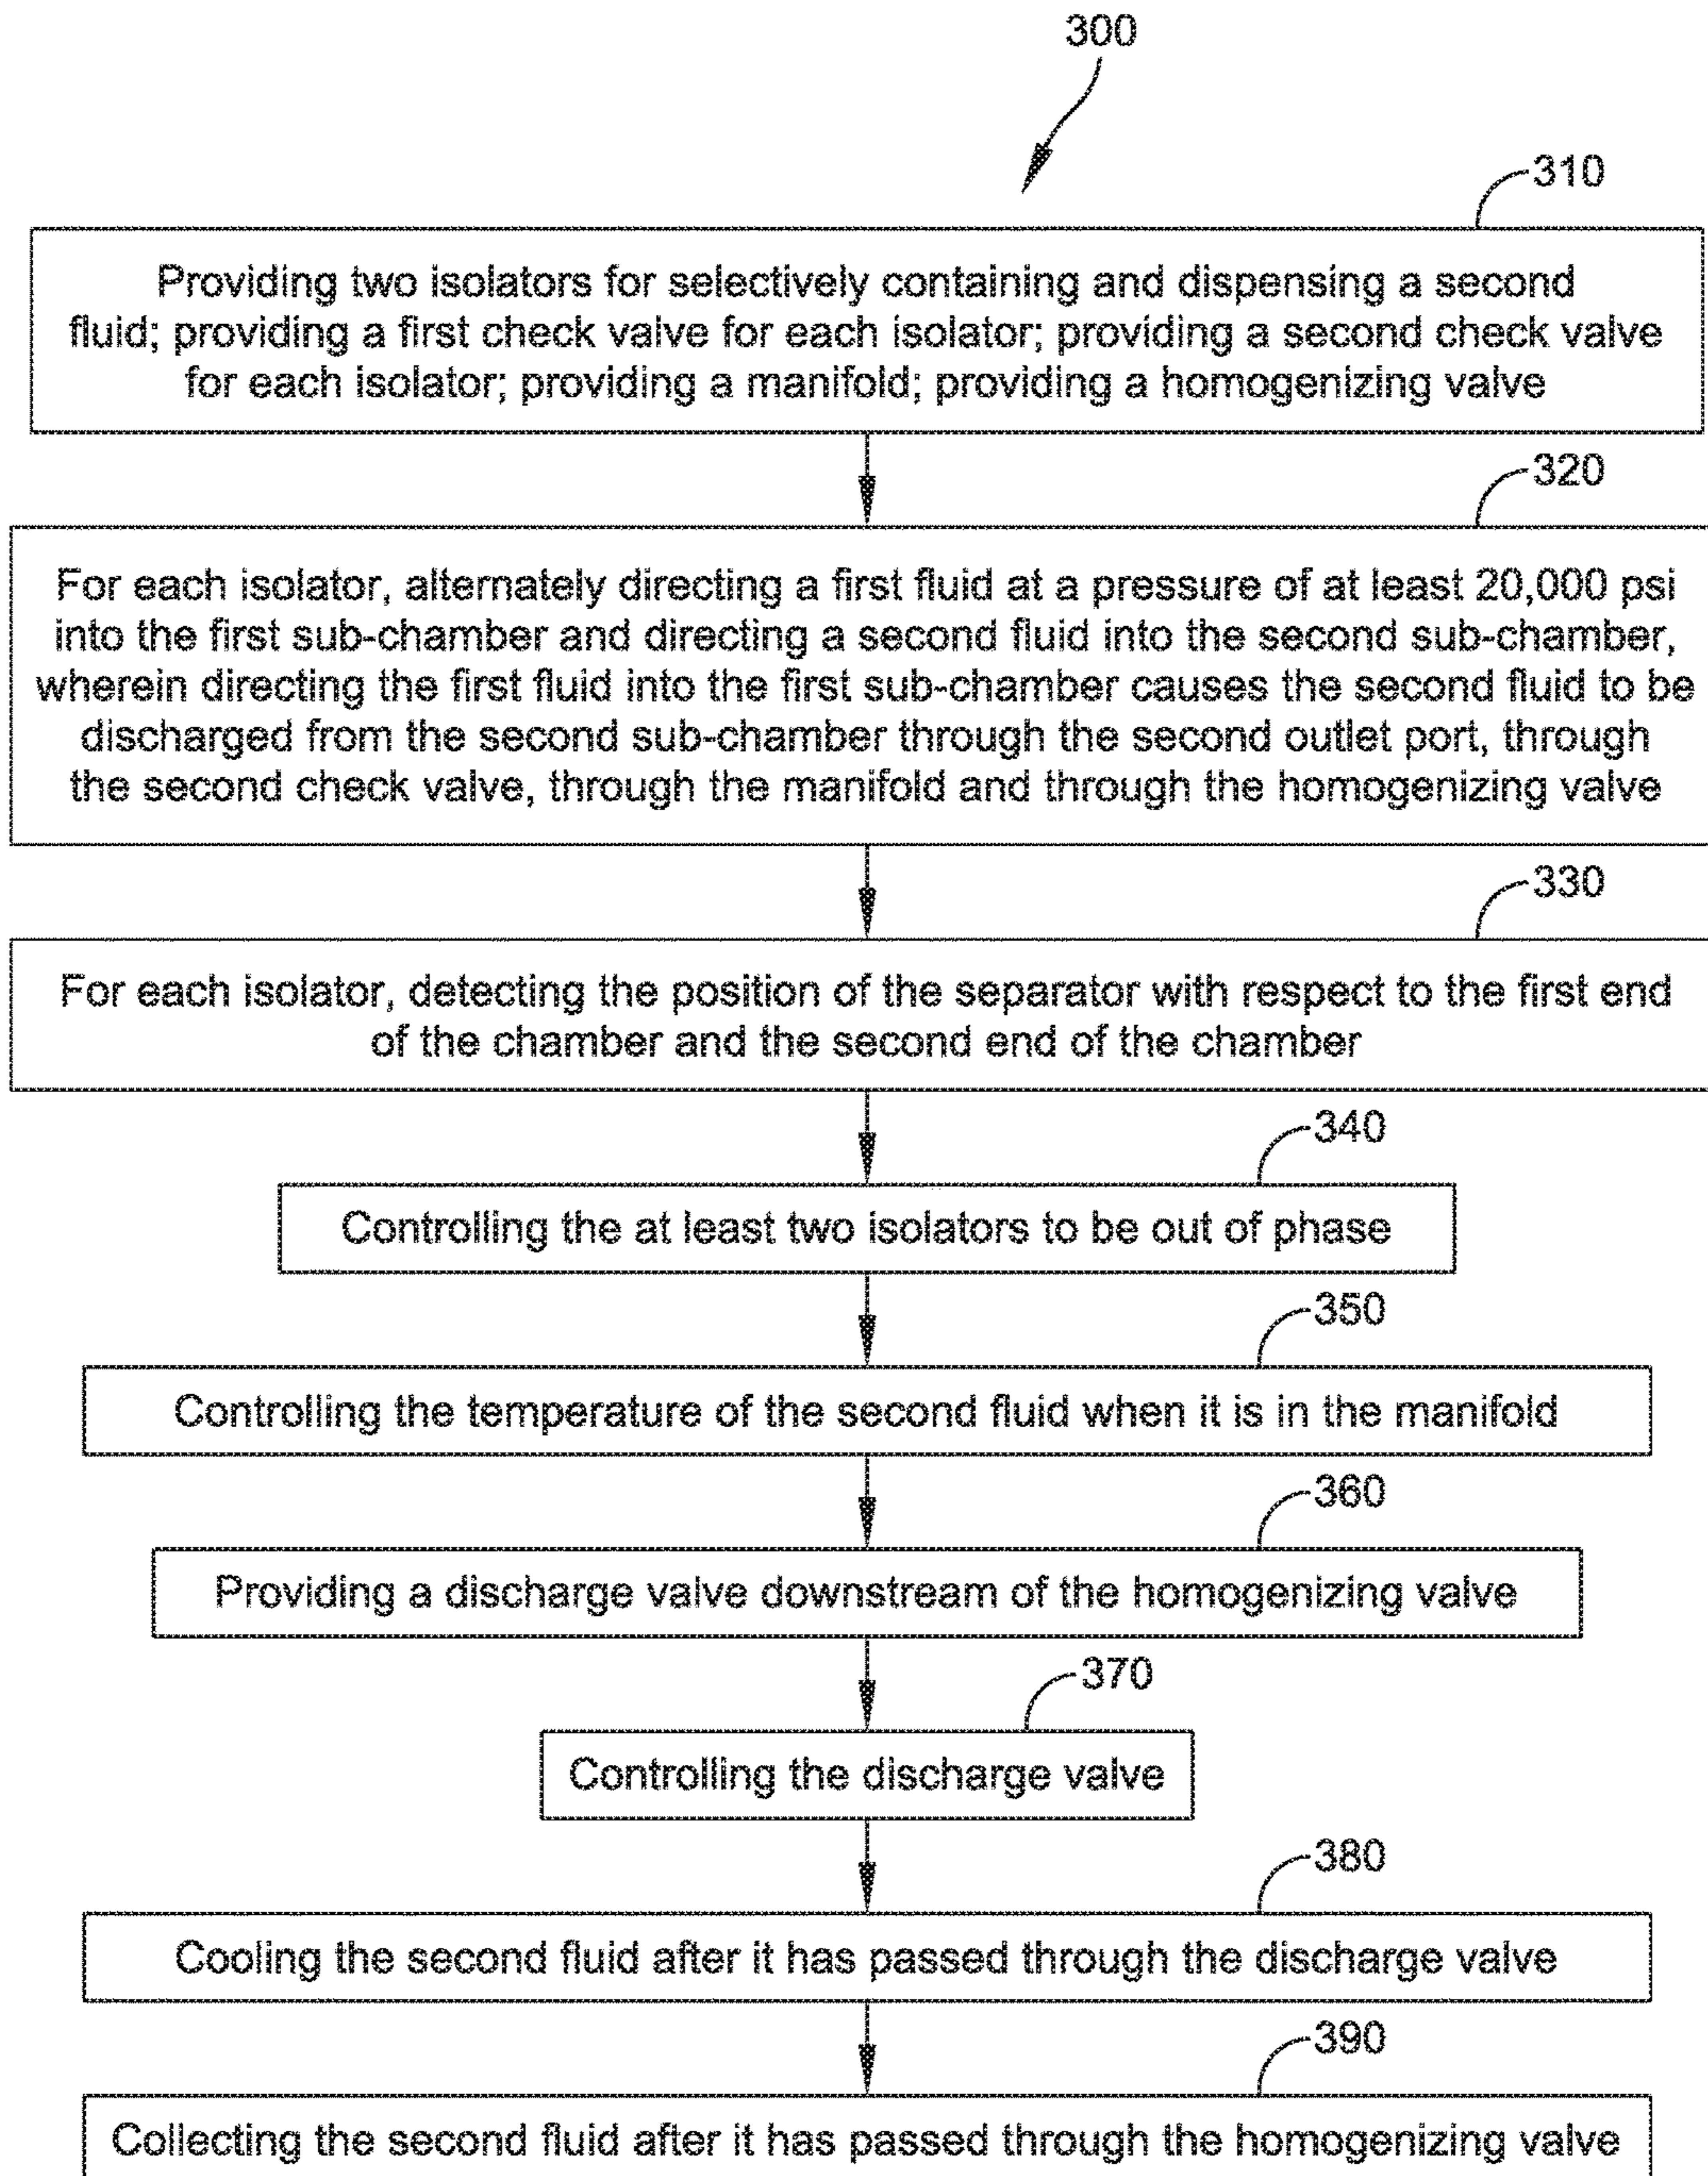 300
310
Providing two isolators for selectively containing and dispensing a second
fluid; providing a first check valve for each isolator; providing a second check valve
for each isolator; providing a manifold; providing a homogenizing valve
320
For each isolator, alternately directing a first fluid at a pressure of at least 20,000 psi
into the first sub-chamber and directing a second fluid into the second sub-chamber,
wherein directing the first fluid into the first sub-chamber causes the second fluid to be
discharged from the second sub-chamber through the second outlet port, through
the second check valve, through the manifold and through the homogenizing valve
330
For each isolator, detecting the position of the separator with respect to the first end
of the chamber and the second end of the chamber
340
Controlling the at least two isolators to be out of phase
350
Controlling the temperature of the second fluid when it is in the manifold
360
Providing a discharge valve downstream of the homogenizing valve
370
Controlling the discharge valve
380
Cooling the second fluid after it has passed through the discharge valve
390
Collecting the second fluid after it has passed through the homogenizing valve